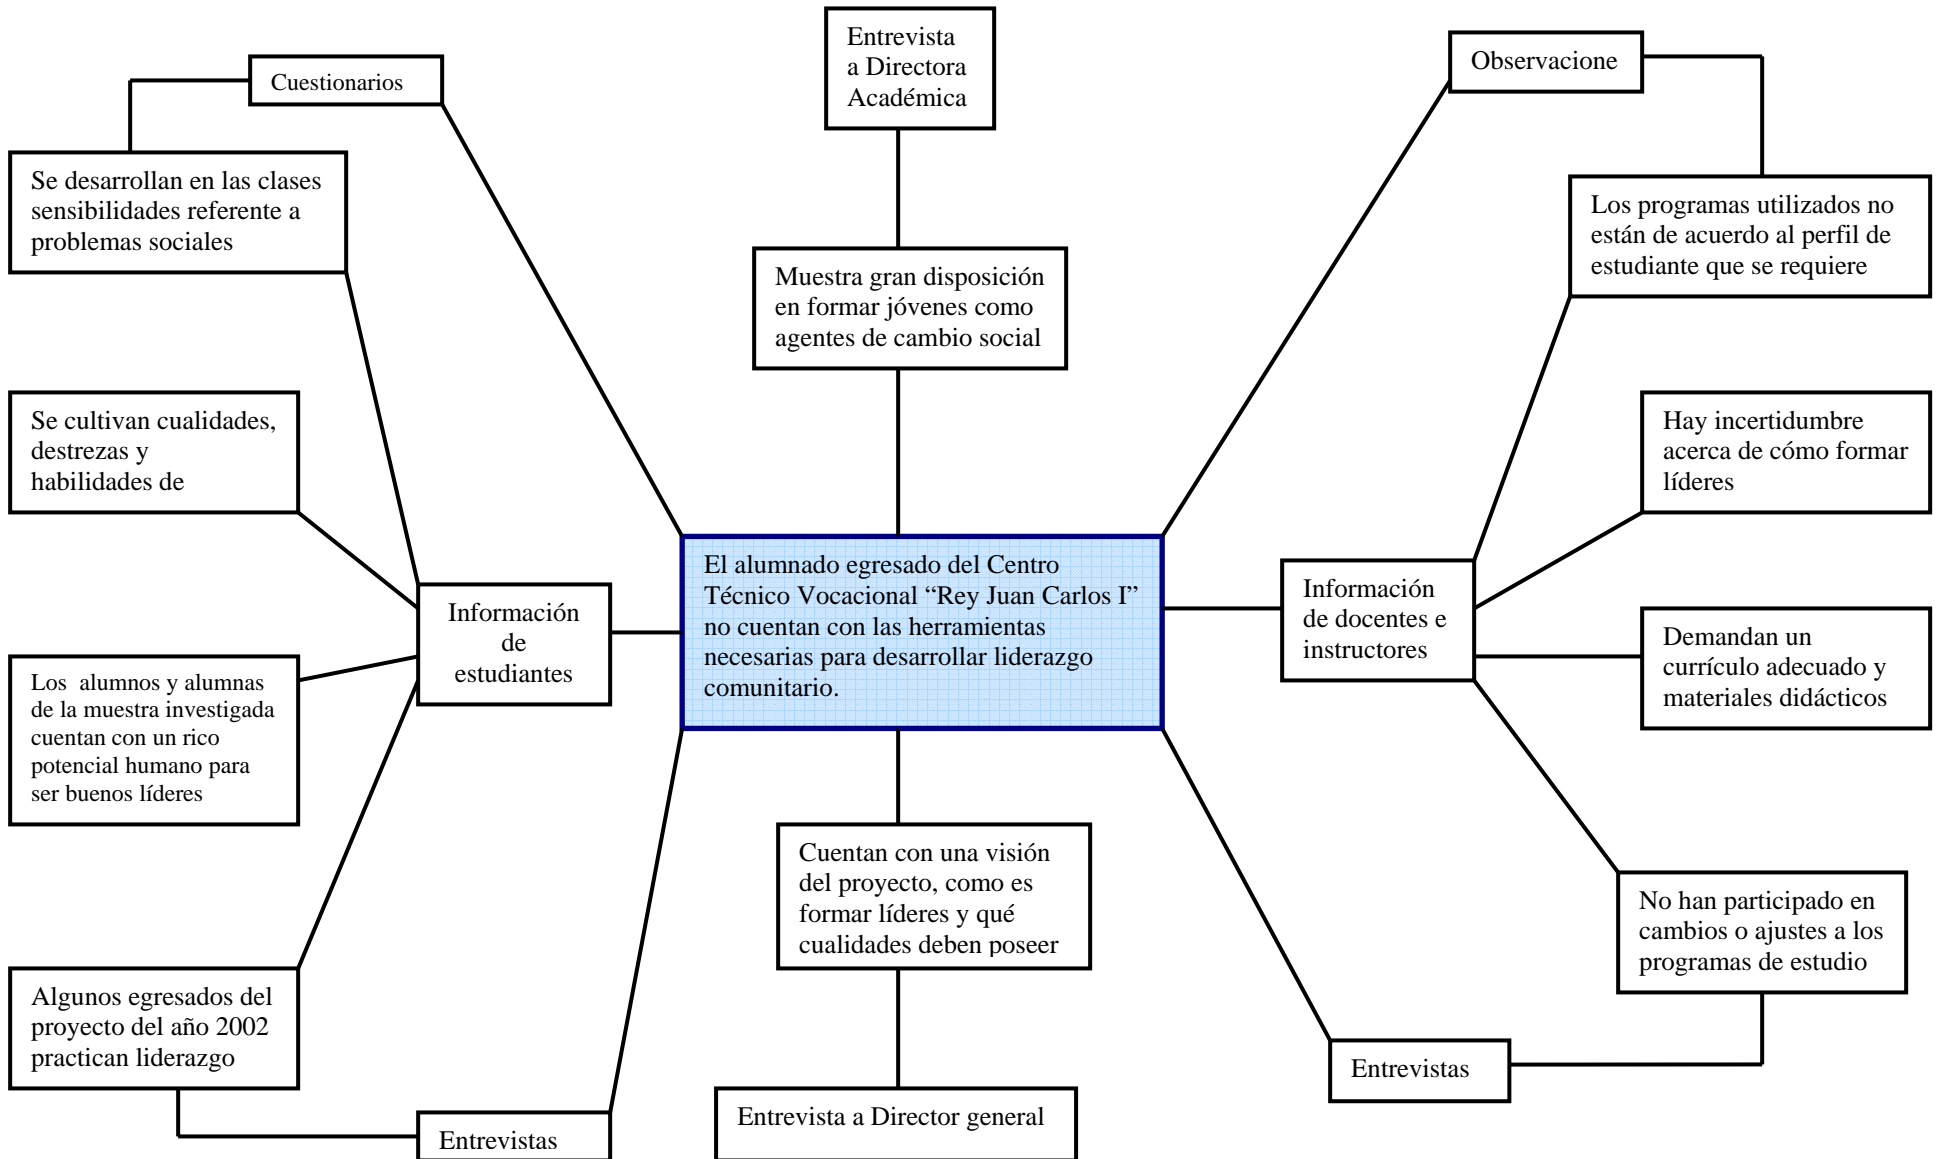 Entrevista
a Directora
Académica
Cuestionarios
Observacione
Se desarrollan en las clases
sensibilidades referente a
problemas sociales
Los programas utilizados no
están de acuerdo al perfil de
estudiante que se requiere
Muestra gran disposición
en formar jóvenes como
agentes de cambio social
Se cultivan cualidades,
destrezas y
habilidades de
Hay incertidumbre
acerca de cómo formar
líderes
El alumnado egresado del Centro
Técnico Vocacional “Rey Juan Carlos I”
no cuentan con las herramientas
necesarias para desarrollar liderazgo
comunitario.
Información
de
estudiantes
Información
de docentes e
instructores
Los alumnos y alumnas
de la muestra investigada
cuentan con un rico
potencial humano para
ser buenos líderes
Demandan un
currículo adecuado y
materiales didácticos
Cuentan con una visión
del proyecto, como es
formar líderes y qué
cualidades deben poseer
No han participado en
cambios o ajustes a los
programas de estudio
Algunos egresados del
proyecto del año 2002
practican liderazgo
Entrevistas
Entrevista a Director general
Entrevistas